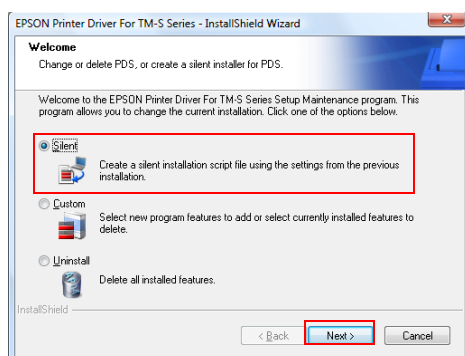 EPSON Printer Driver For TM-S Series - InstallShield Wizard
Welcome
Change or delete PDS, or create a silent installer for PDS.
Welcome to the EPSON Printer Driver For TM-S Series Setup Maintenance program. This
program allows you to change the current installation. Click one of the options below.
Silent
Create a silent installation script file using the settings from the previous
installation.
Custom
Select new program features to add or select currently installed features to
delete.
Uninstall
Delete all installed features.
InstallShield
< Back
Next >
Cancel